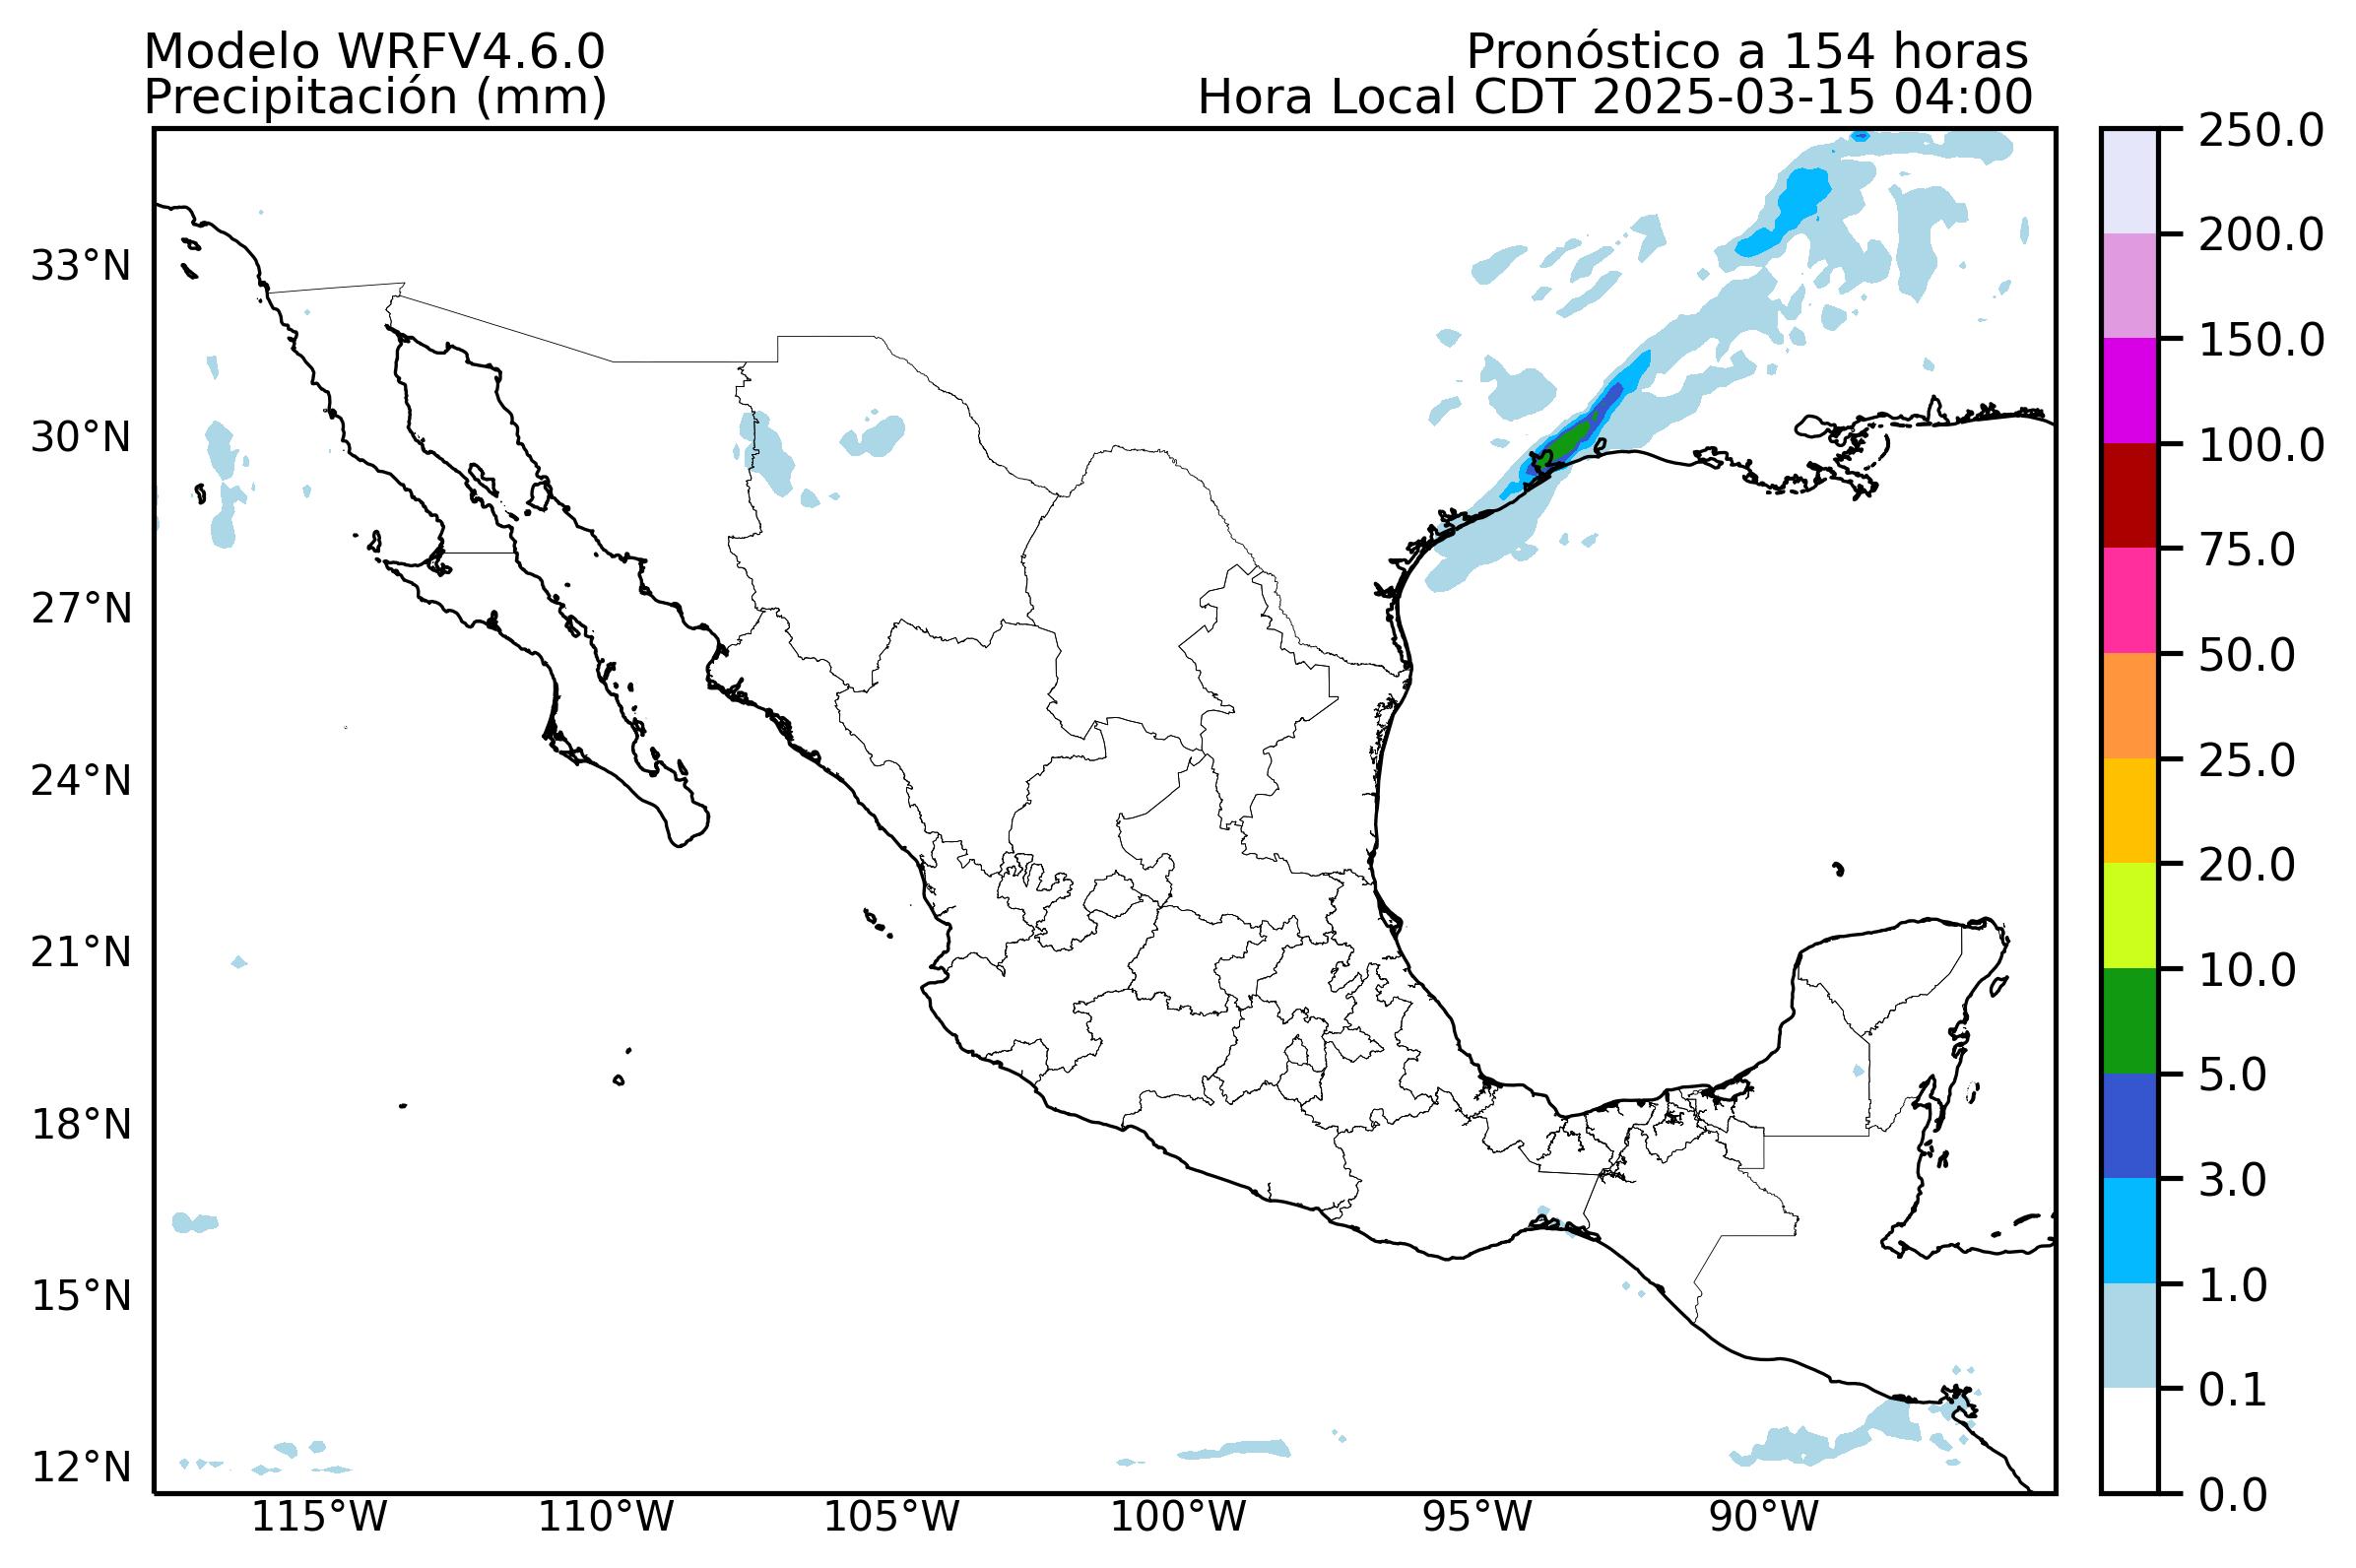 Modelo WRFV4.6.0
Precipitación (mm)
Pronóstico a 154 horas
Hora Local CDT 2025-03-15 04:00
33°N
30°N
27°N
24°N
21°N
18°N
15°N
12°N
115°W
110°W
105°W
100°W
95°W
90°W
250.0
200.0
150.0
100.0
75.0
50.0
25.0
20.0
10.0
5.0
3.0
1.0
0.1
0.0